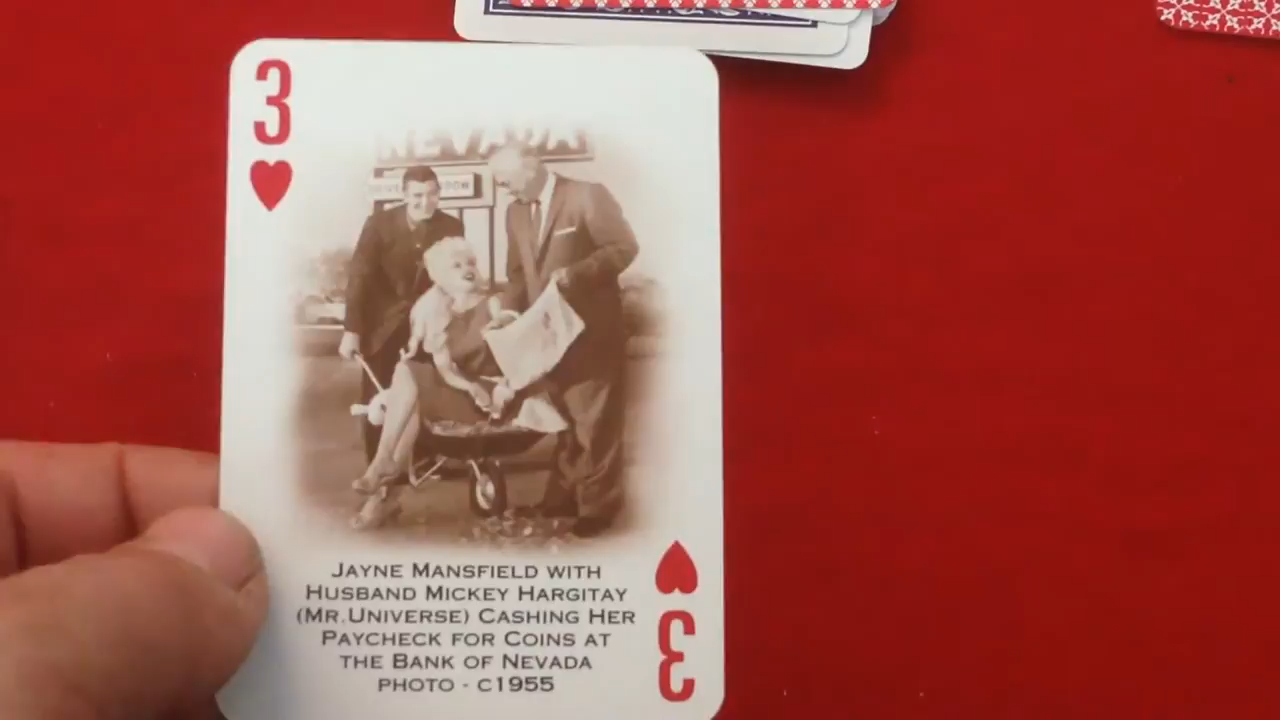 3
NEVADA
JAYNE MANSFIELD WITH
HUSBAND MICKEY HARGITAY
(MR.UNIVERSE) CASHING HER
PAYCHECK FOR COINS AT
THE BANK OF NEVADA
PHOTO - C1955
3